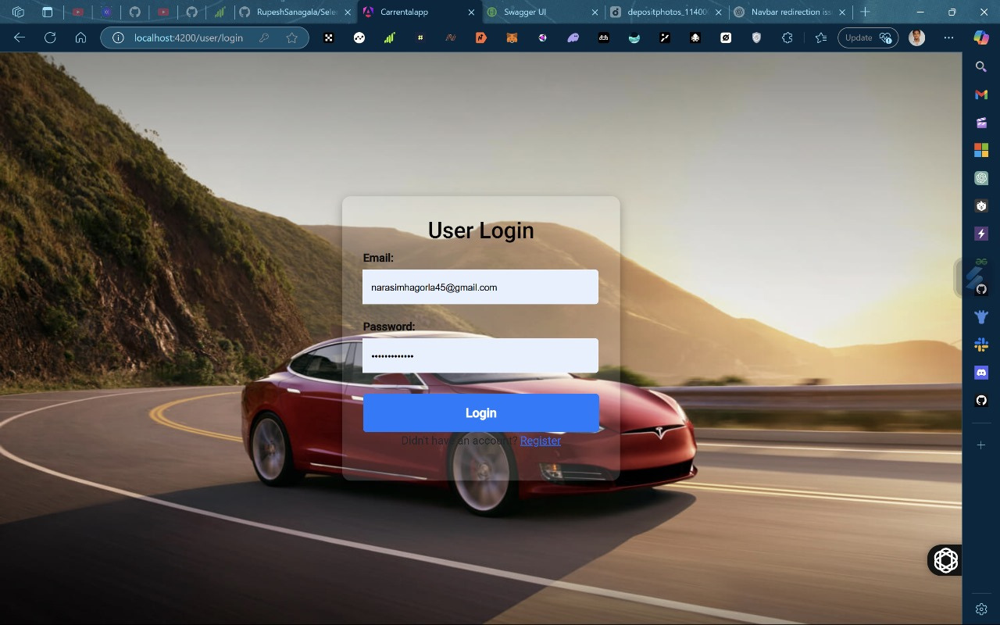 RupeshSanagala/Sele
Carrentalapp
Swagger UI
depositphotos_11400
Navbar redirection iss
localhost:4200/user/login
dth
Update
User Login
Email:
narasimhagorla45@gmail.com
Password:
Login
Didn't have an account? Register